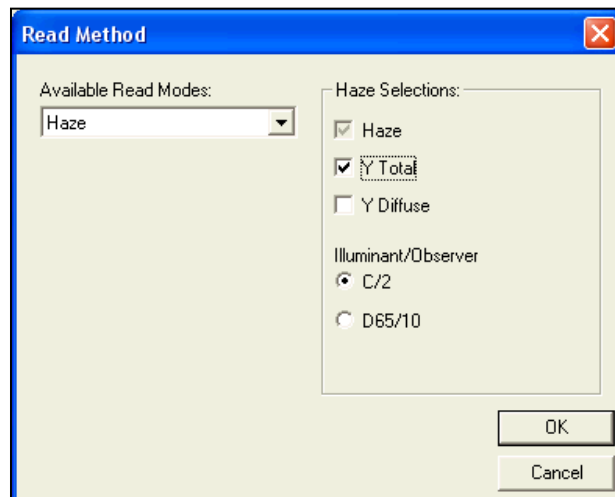 Read Method
Available Read Modes:
Haze
Haze Selections:
Haze
Y Total
Y Diffuse
Illuminant/Observer
C/2
D65/10
OK
Cancel